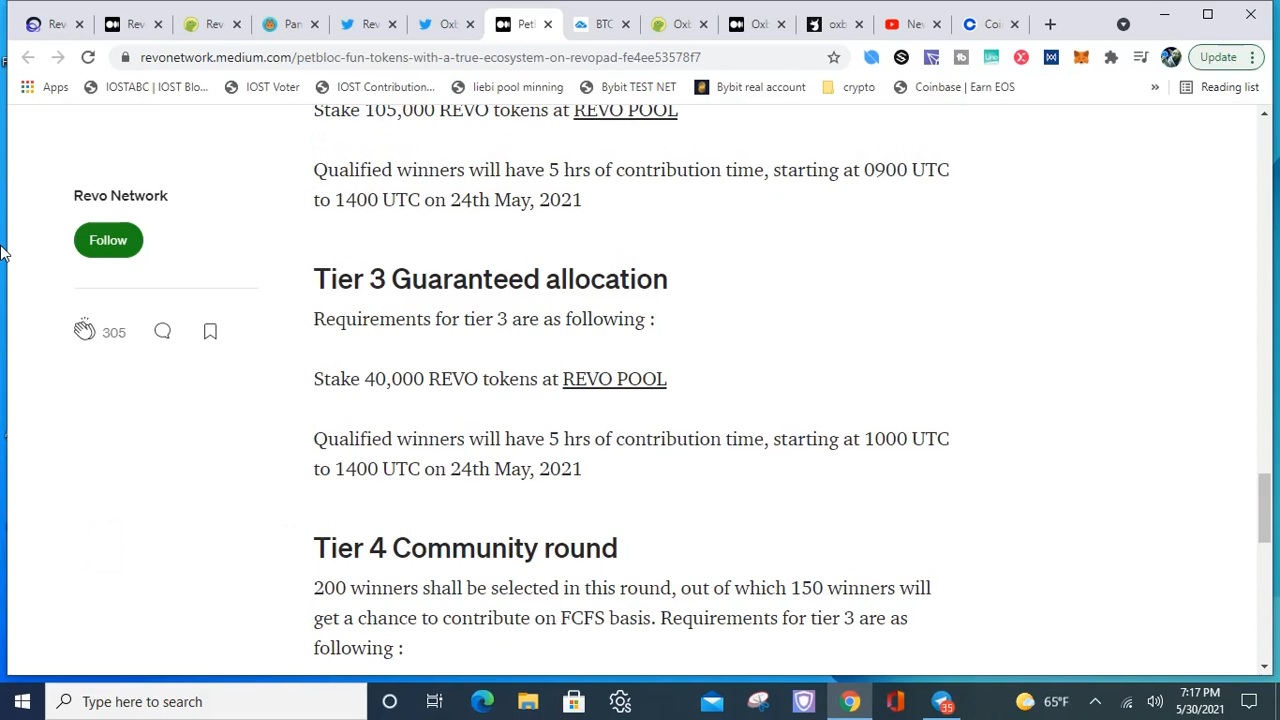 Rev
Rev
Rev
Pan
Rev
Oxb
Petl
BTC
Oxb
Oxb
oxb
Nev
Coi
revonetwork.medium.com/petbloc-fun-tokens-with-a-true-ecosystem-on-revopad-fe4ee53578f7
Update
Apps
IOSTABC | IOST Blo...
IOST Voter
IOST Contribution...
liebi pool minning
Bybit TEST NET
Bybit real account
crypto
Coinbase | Earn EOS
»
Reading list
Stake 105,000 REVO tokens at REVO POOL
Qualified winners will have 5 hrs of contribution time, starting at 0900 UTC
to 1400 UTC on 24th May, 2021
Revo Network
Follow
305
Tier 3 Guaranteed allocation
Requirements for tier 3 are as following :
Stake 40,000 REVO tokens at REVO POOL
Qualified winners will have 5 hrs of contribution time, starting at 1000 UTC
to 1400 UTC on 24th May, 2021
Tier 4 Community round
200 winners shall be selected in this round, out of which 150 winners will
get a chance to contribute on FCFS basis. Requirements for tier 3 are as
following :
Type here to search
35
65°F
7:17 PM
5/30/2021